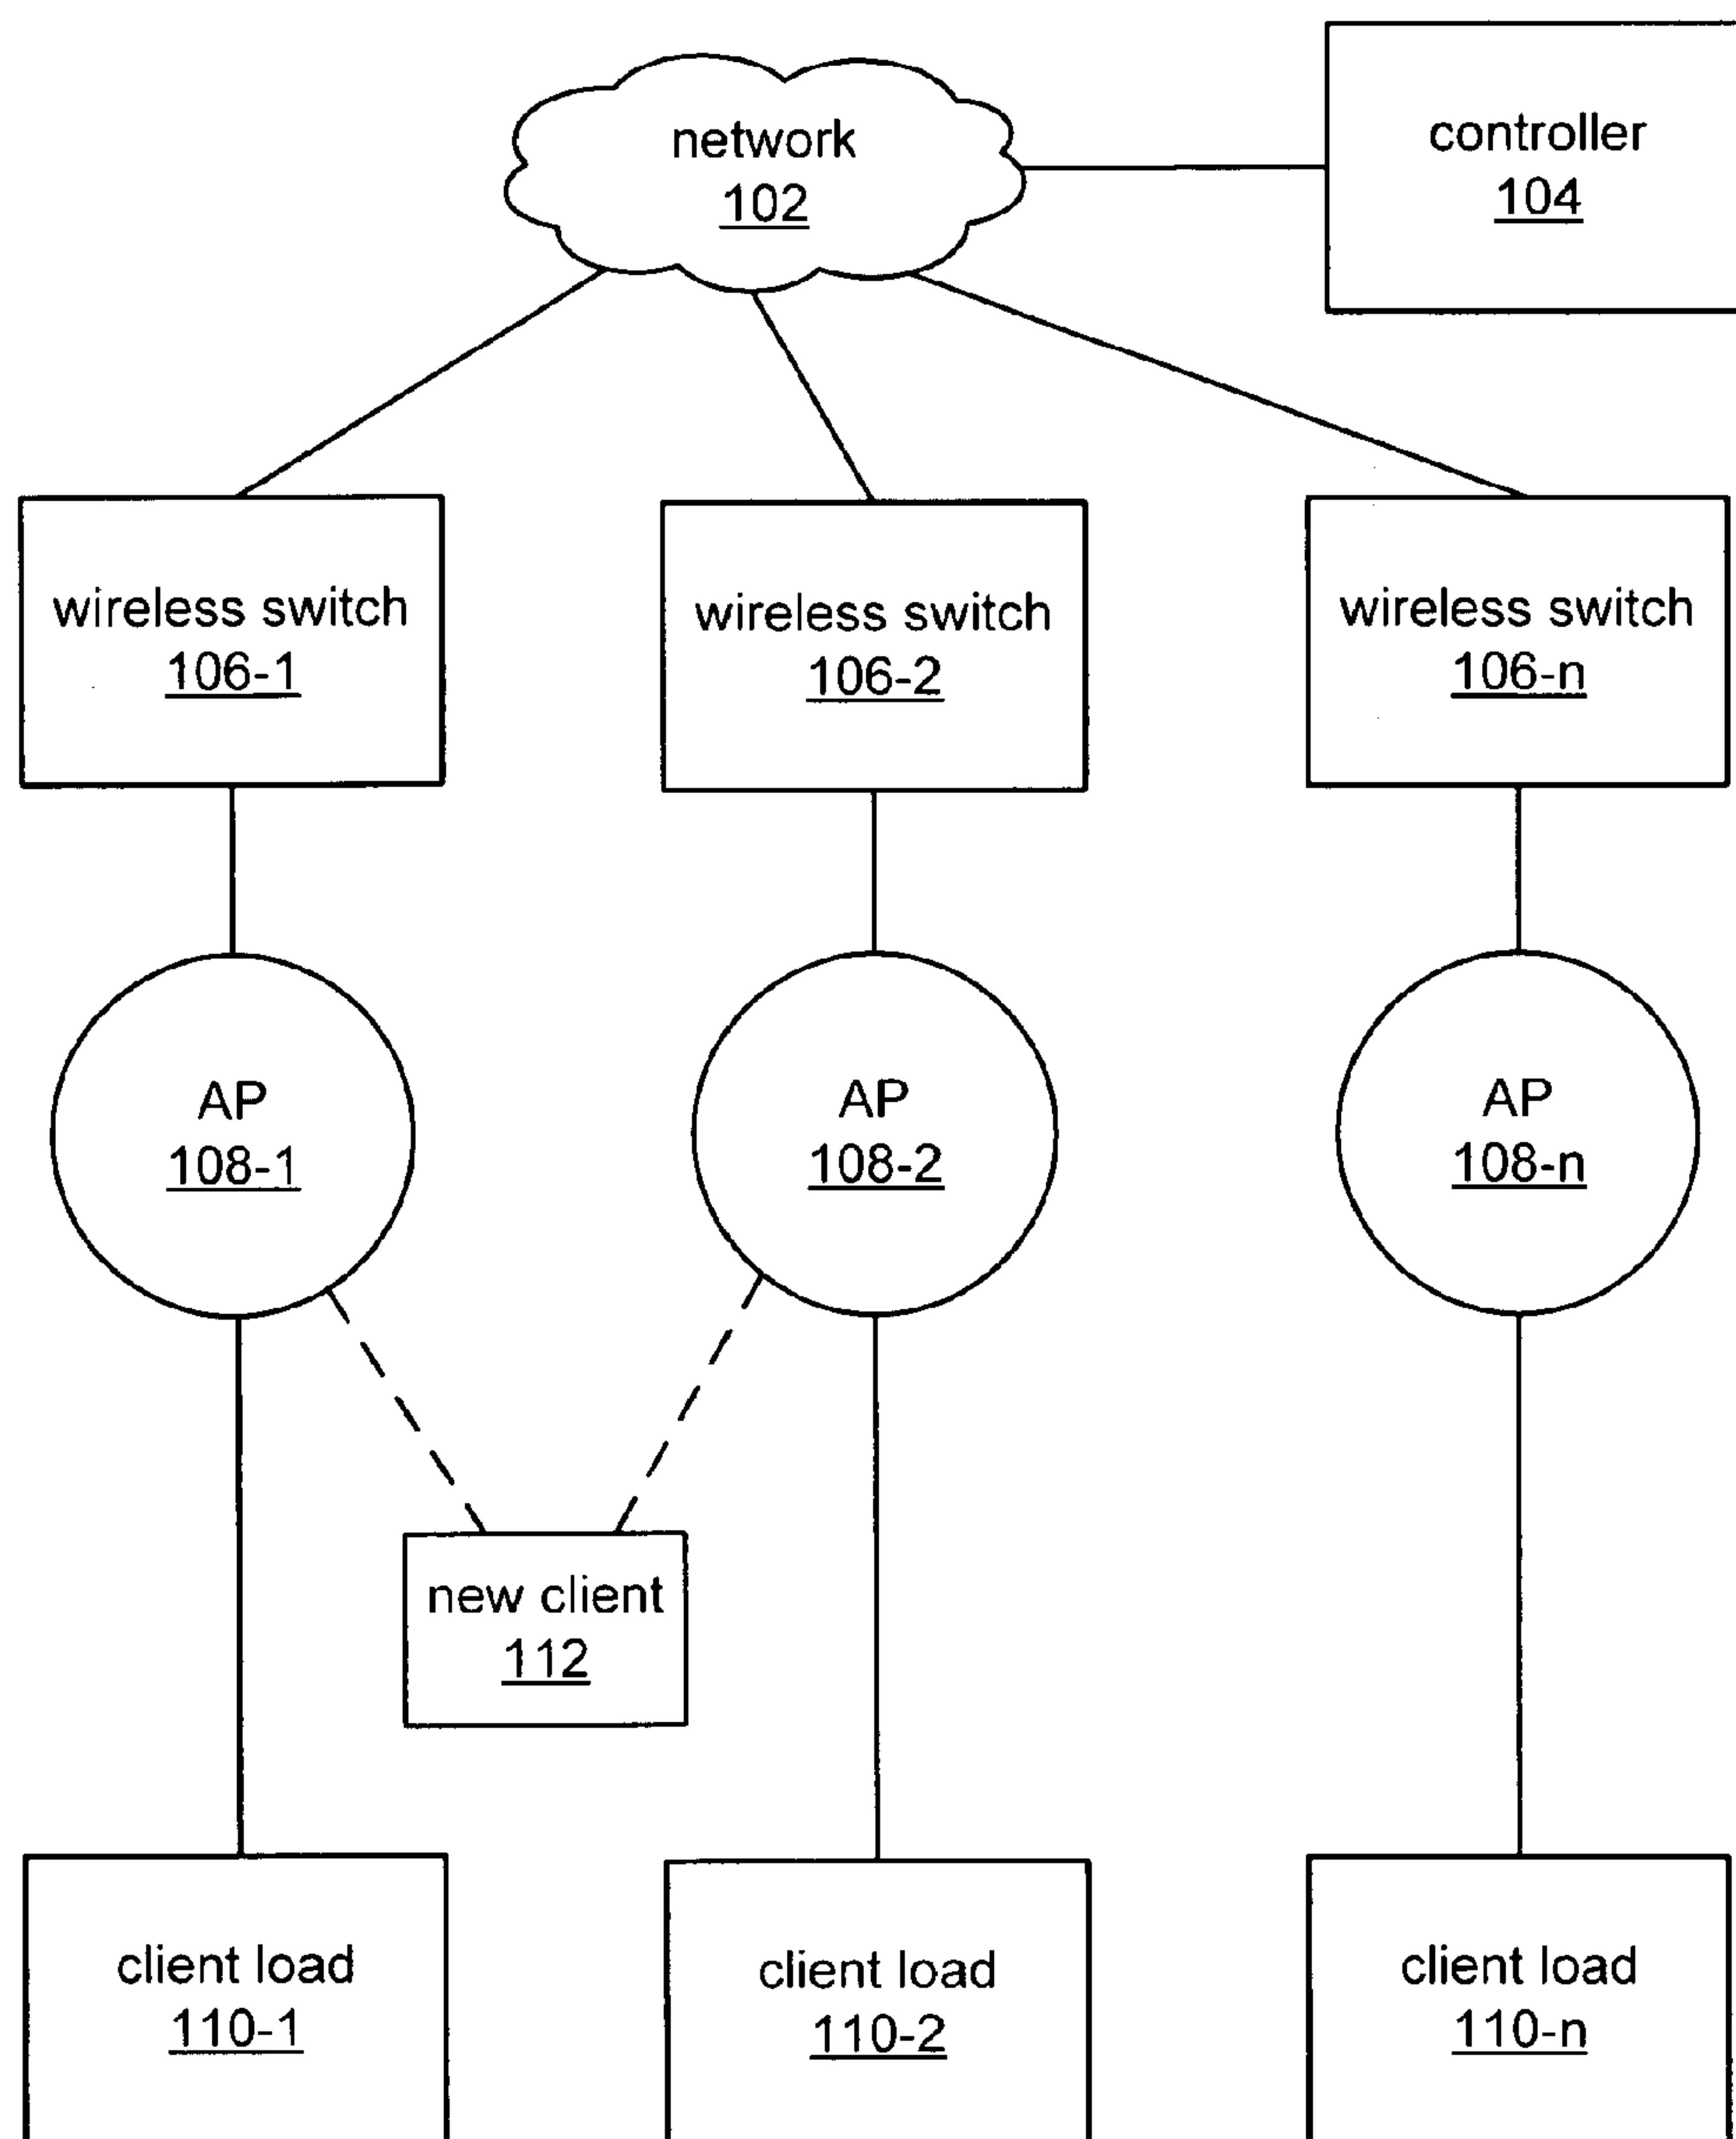 network
102
controller
104
wireless switch
106-1
wireless switch
106-2
wireless switch
106-n
AP
108-1
AP
108-2
AP
108-n
new client
112
client load
110-1
client load
110-2
client load
110-n